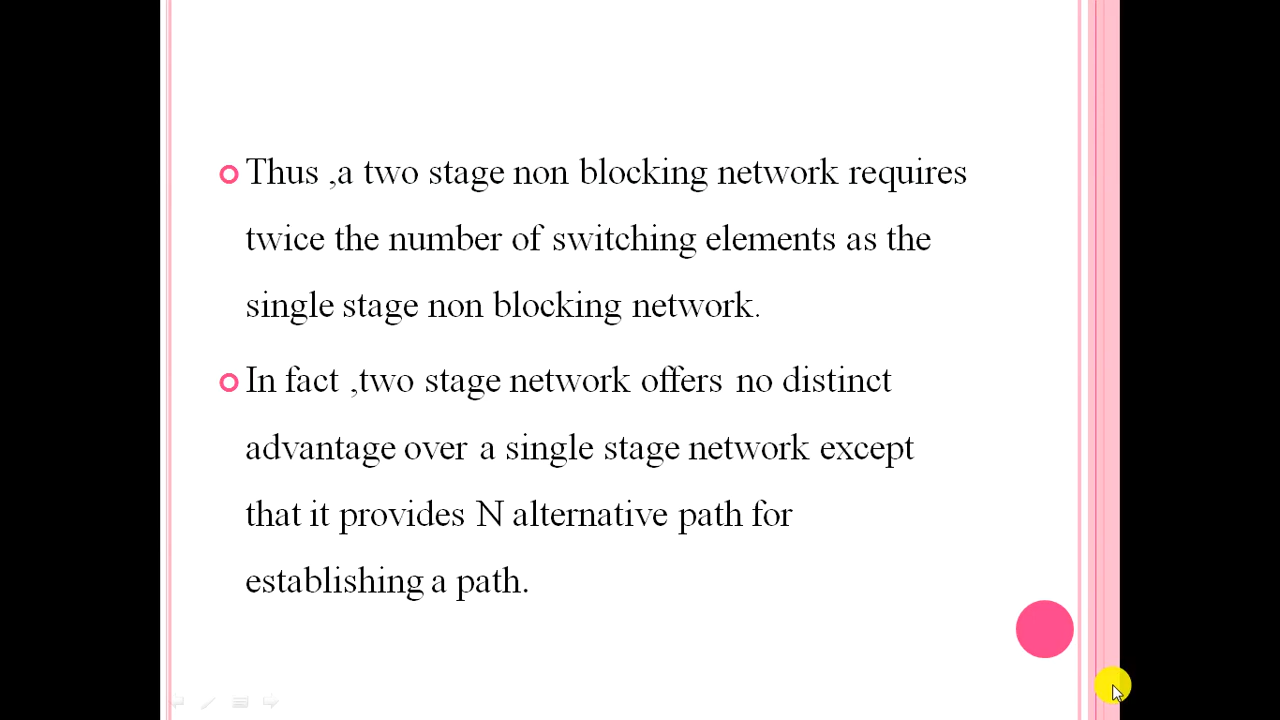 Thus ,a two stage non blocking network requires
twice the number of switching elements as the
single stage non blocking network.
In fact ,two stage network offers no distinct
advantage over a single stage network except
that it provides N alternative path for
establishing a path.